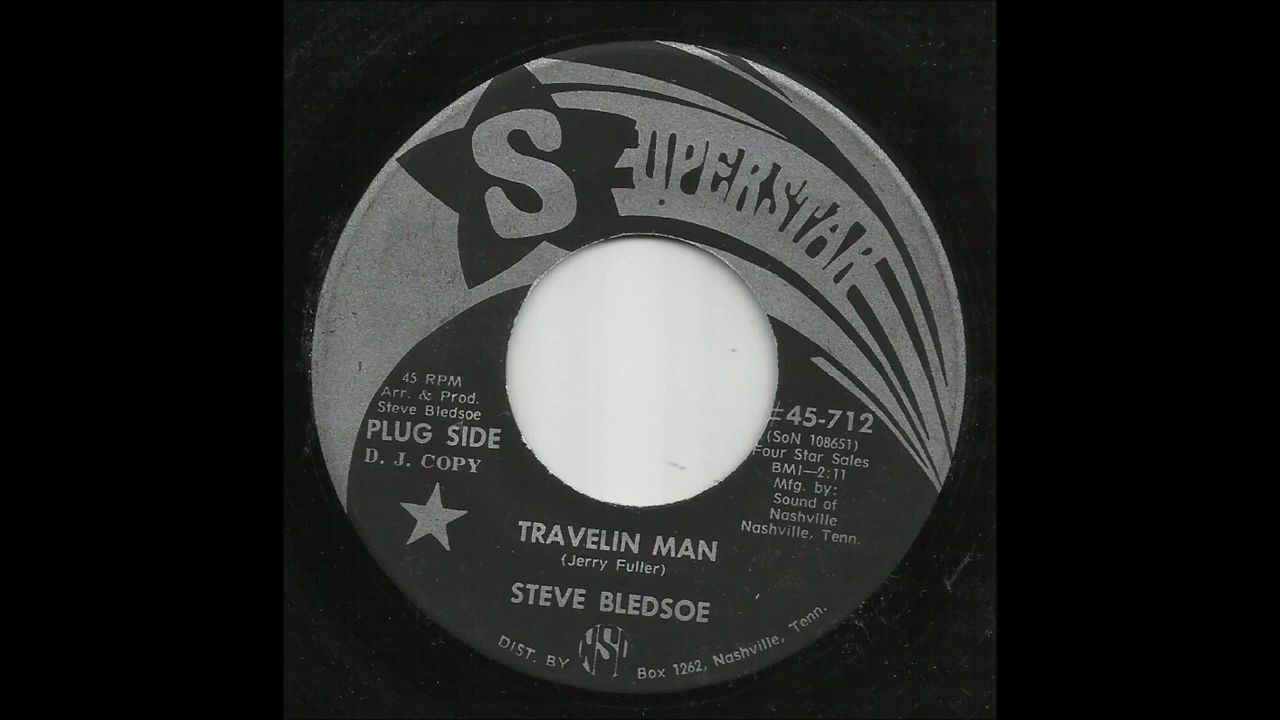 SUPERSTAR
45 RPM
Arr. & Prod.
Steve Bledsoe
PLUG SIDE
D. J. COPY
#45-712
(SoN 108651)
Four Star Sales
BMI—2:11
Mfg. by:
Sound of
Nashville
Nashville, Tenn.
TRAVELIN MAN
(Jerry Fuller)
STEVE BLEDSOE
DIST. BY NSD Box 1262, Nashville, Tenn.